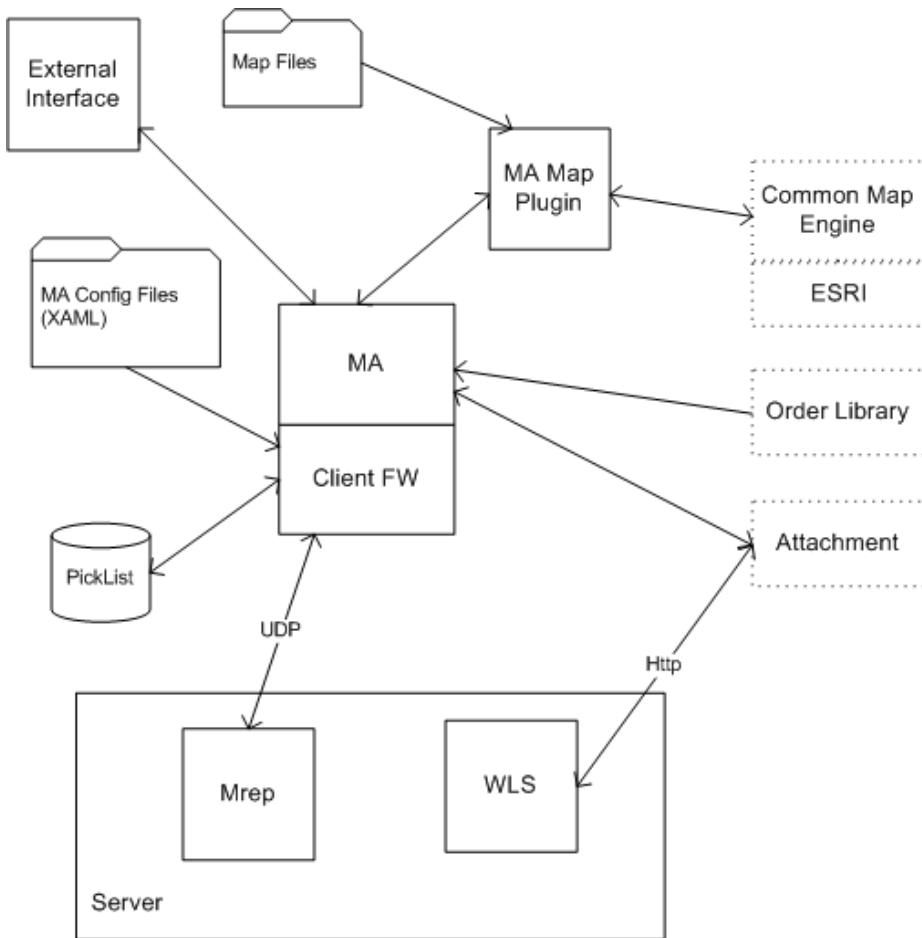 External
Interface
Map Files
MA Map
Plugin
Common Map
Engine
ESRI
MA Config Files
(XAML)
MA
Order Library
Client FW
Attachment
PickList
UDP
Http
Mrep
WLS
Server